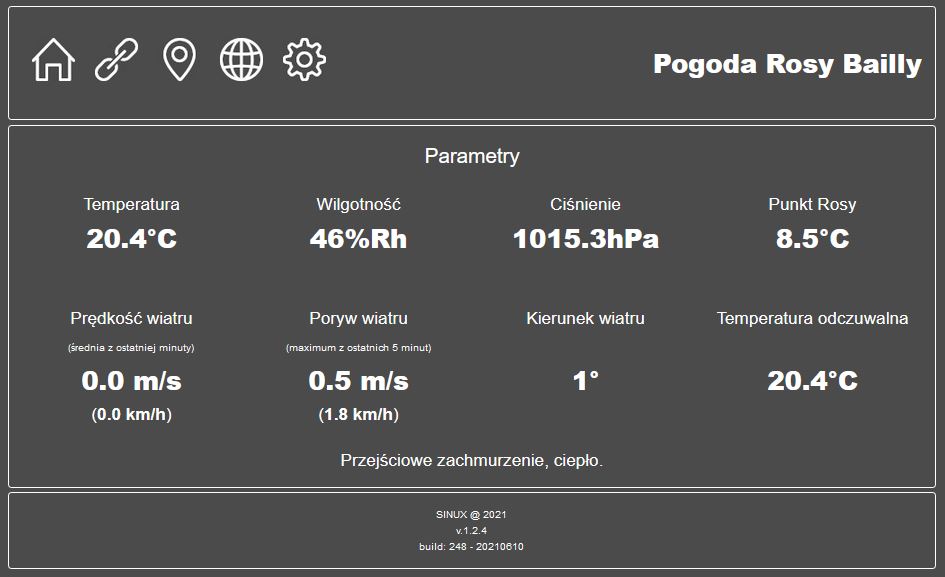 Pogoda Rosy Bailly
Parametry
Temperatura
20.4°C
Wilgotność
46%Rh
Ciśnienie
1015.3hPa
Punkt Rosy
8.5°C
Prędkość wiatru
(średnia z ostatniej minuty)
0.0 m/s
(0.0 km/h)
Poryw wiatru
(maximum z ostatnich 5 minut)
0.5 m/s
(1.8 km/h)
Kierunek wiatru
1°
Temperatura odczuwalna
20.4°C
Przejściowe zachmurzenie, ciepło.
SINUX @ 2021
v.1.2.4
build: 248 - 20210610